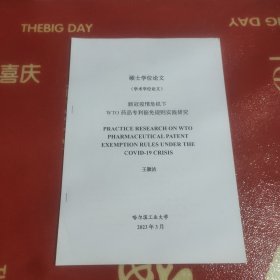 THEBIG DAY
喜庆
硕士学位论文
（学术学位论文）
新冠疫情危机下
WTO 药品专利豁免规则实施研究
PRACTICE RESEARCH ON WTO
PHARMACEUTICAL PATENT
EXEMPTION RULES UNDER THE
COVID-19 CRISIS
哈尔滨工业大学
2023 年 3 月